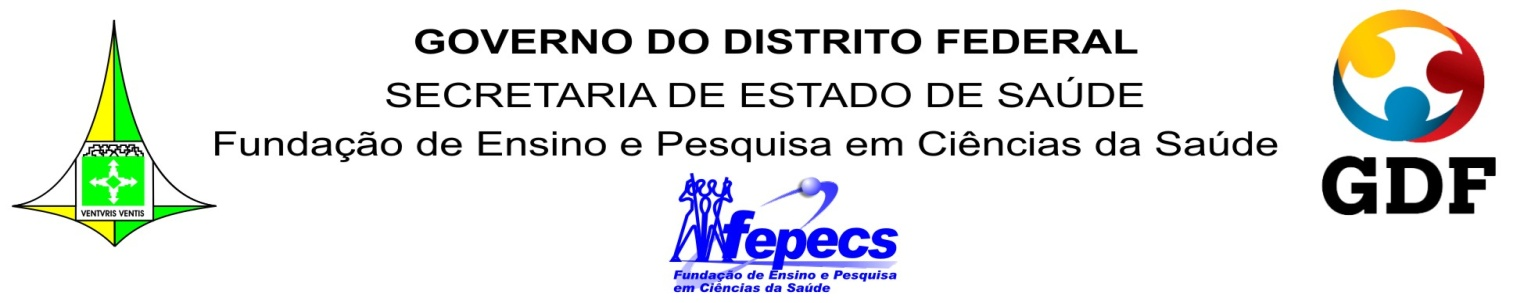 GOVERNO DO DISTRITO FEDERAL
SECRETARIA DE ESTADO DE SAÚDE
Fundação de Ensino e Pesquisa em Ciências da Saúde
VENTVRIS VENTIS
fepecs
Fundação de Ensino e Pesquisa
em Ciências da Saúde
GDF